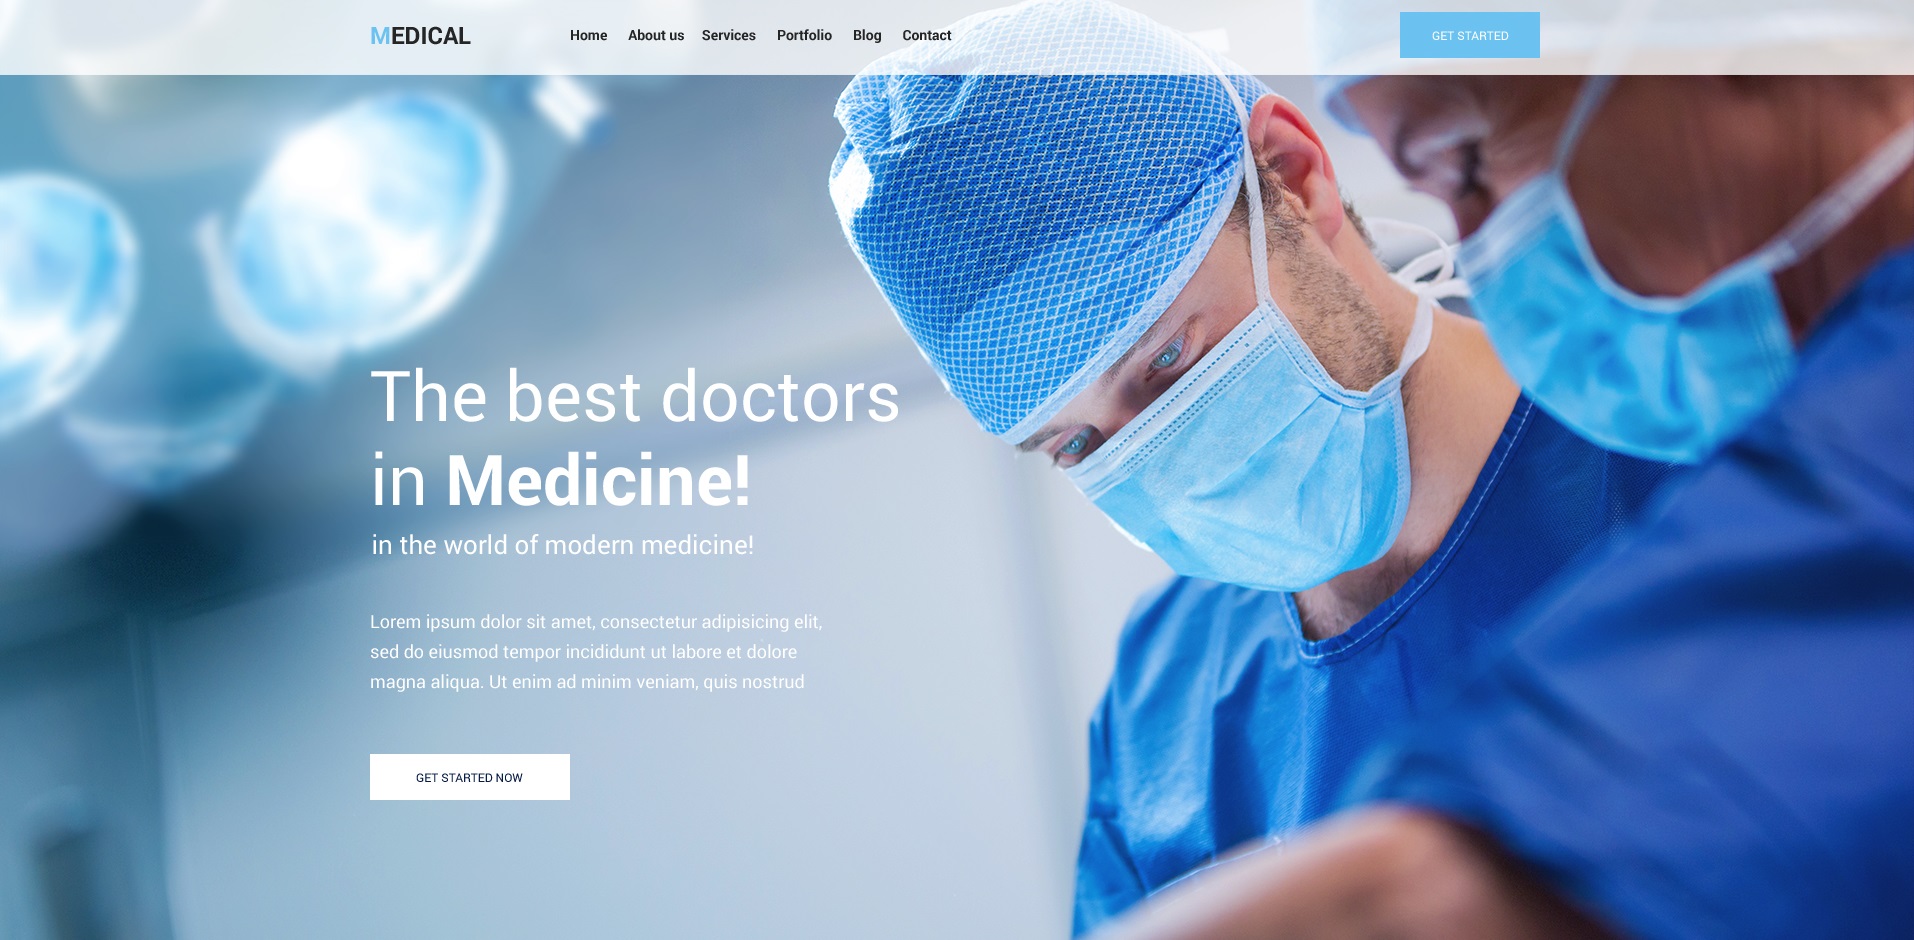 MEDICAL
Home About us Services Portfolio Blog Contact
GET STARTED
The best doctors
in Medicine!
in the world of modern medicine!
Lorem ipsum dolor sit amet, consectetur adipisicing elit,
sed do eiusmod tempor incididunt ut labore et dolore
magna aliqua. Ut enim ad minim veniam, quis nostrud
GET STARTED NOW